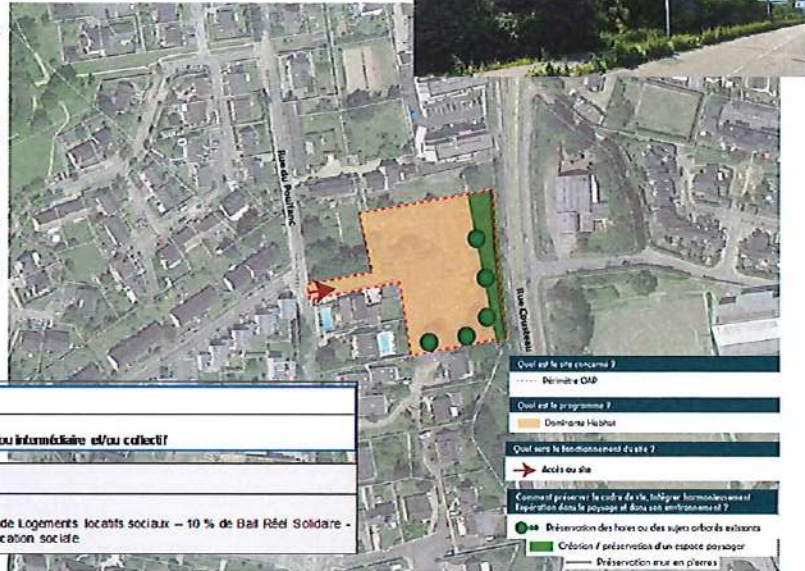 Rue du Poulfanc
Rue Cousteau
ou intermédiaire et/ou collectif
de Logements locatifs sociaux – 10 % de Bail Réel Solidaire -
cation sociale
Quel est le site concerné ?
Périmètre OAP
Quel est le programme ?
Dominante Habitat
Quel sera le fonctionnement du site ?
Accès au site
Comment préserver le cadre de vie, intégrer harmonieusement
l'opération dans le paysage et dans son environnement ?
Préservation des haies ou des sujets arborés existants
Création / préservation d'un espace paysager
Préservation mur en pierres